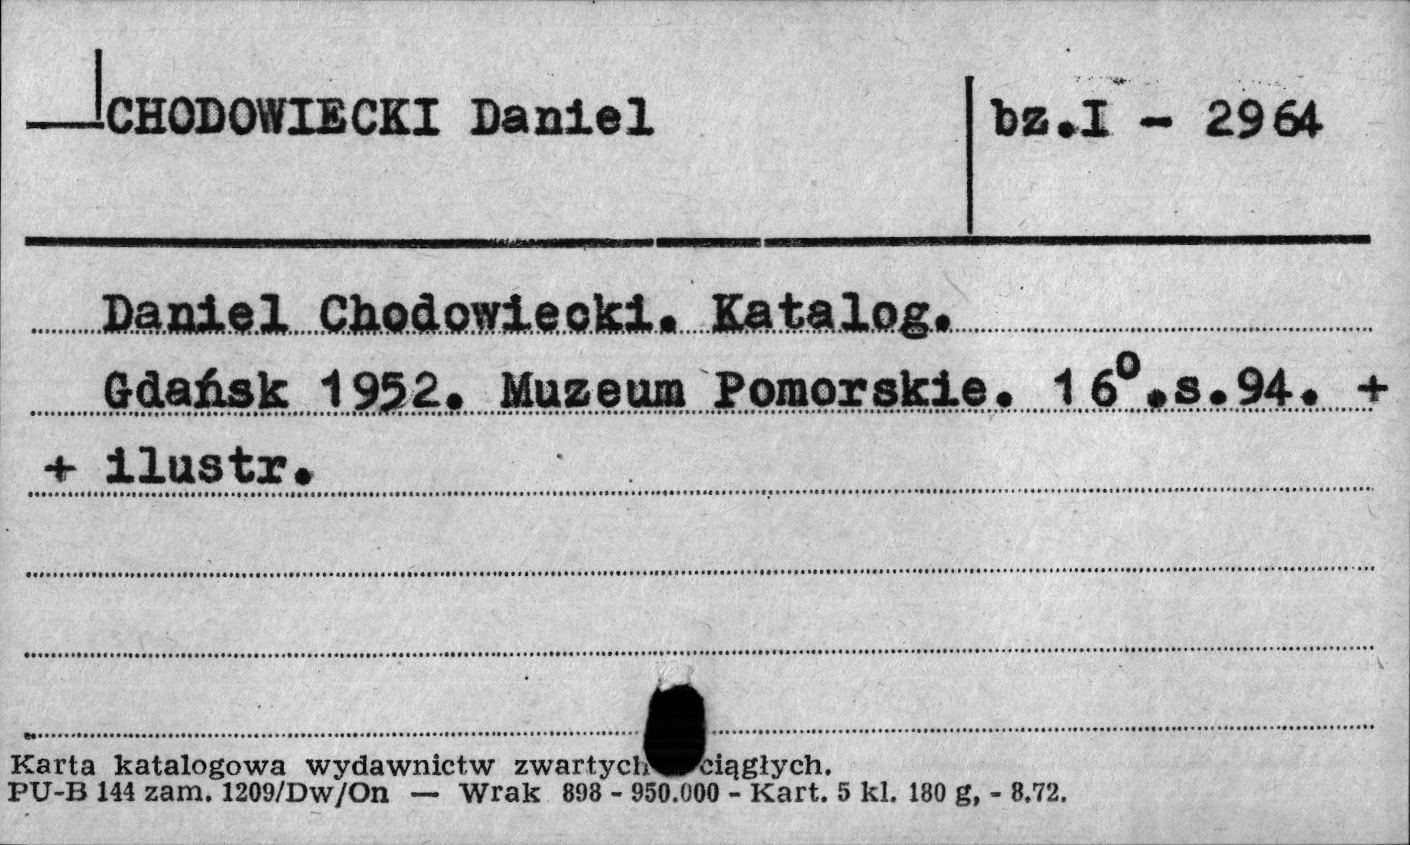 CHODOWIECKI Daniel
bz.I - 2964
Daniel Chodowiecki. Katalog.
Gdańsk 1952. Muzeum Pomorskie. 16⁰.s.94. +
+ ilustr.
Karta katalogowa wydawnictw zwartych ciągłych.
PU-B 144 zam. 1209/Dw/On — Wrak 898 - 950.000 - Kart. 5 kl. 180 g, - 8.72.